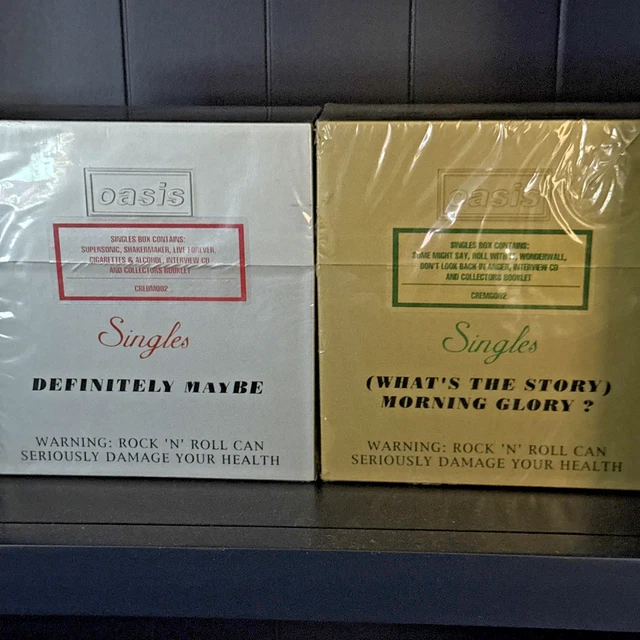 oasis
SINGLES BOX CONTAINS:
SUPERSONIC, SHAKERMAKER, LIVE FOREVER,
CIGARETTES & ALCOHOL, INTERVIEW CD
AND COLLECTORS BOOKLET
CREDM002
Singles
DEFINITELY MAYBE
WARNING: ROCK 'N' ROLL CAN
SERIOUSLY DAMAGE YOUR HEALTH
oasis
SINGLES BOX CONTAINS:
SOME MIGHT SAY, ROLL WITH IT, WONDERWALL,
DON'T LOOK BACK IN ANGER, INTERVIEW CD
AND COLLECTORS BOOKLET
CREMG002
Singles
(WHAT'S THE STORY)
MORNING GLORY ?
WARNING: ROCK 'N' ROLL CAN
SERIOUSLY DAMAGE YOUR HEALTH